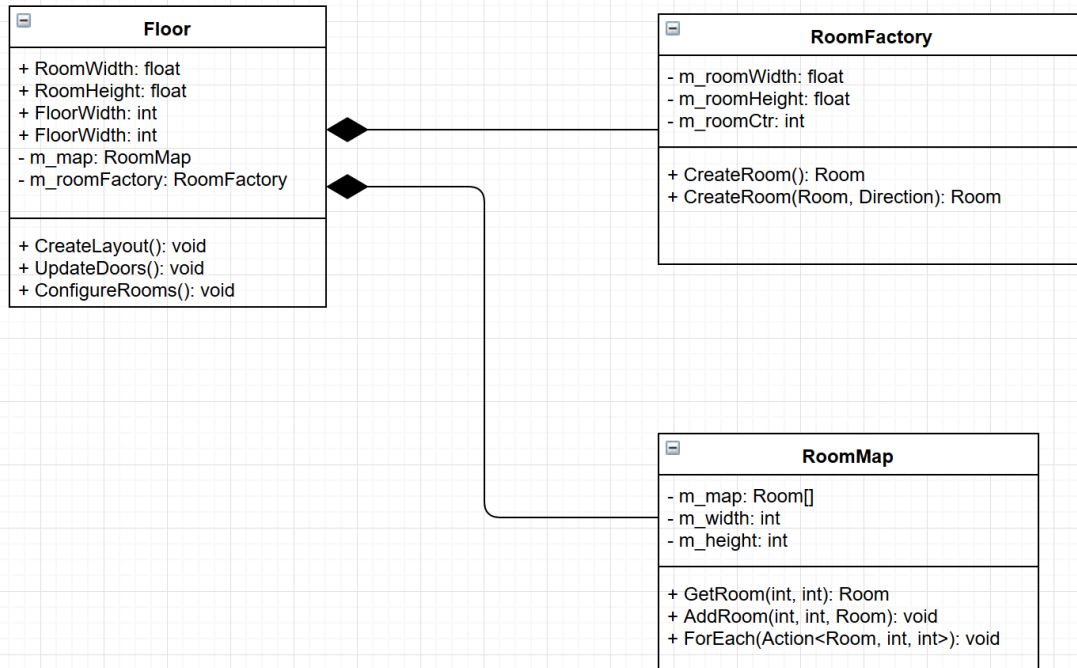 Floor
+ RoomWidth: float
+ RoomHeight: float
+ FloorWidth: int
+ FloorWidth: int
- m_map: RoomMap
- m_roomFactory: RoomFactory
+ CreateLayout(): void
+ UpdateDoors(): void
+ ConfigureRooms(): void
RoomFactory
- m_roomWidth: float
- m_roomHeight: float
- m_roomCtr: int
+ CreateRoom(): Room
+ CreateRoom(Room, Direction): Room
RoomMap
- m_map: Room[]
- m_width: int
- m_height: int
+ GetRoom(int, int): Room
+ AddRoom(int, int, Room): void
+ ForEach(Action<Room, int, int>): void